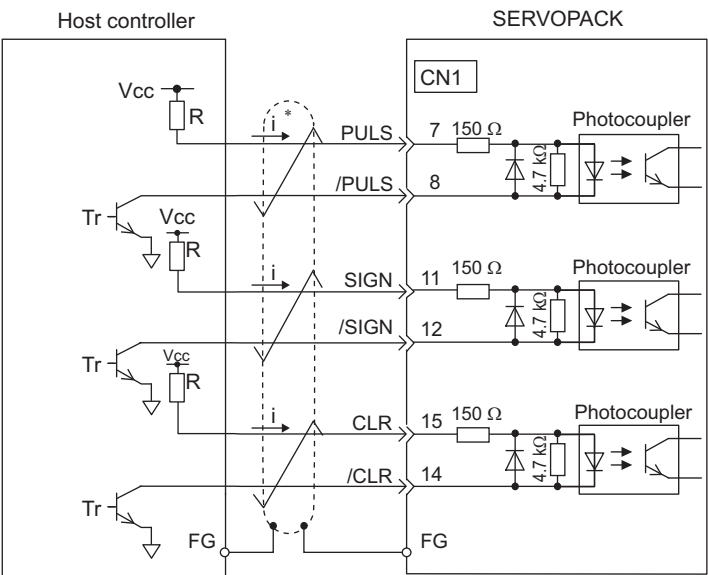 Host controller
SERVOPACK
CN1
Vcc
R
i
*
PULS
7
150 Ω
4.7 kΩ
Photocoupler
/PULS
8
Tr
Vcc
R
i
SIGN
11
150 Ω
4.7 kΩ
Photocoupler
/SIGN
12
Tr
Vcc
R
i
CLR
15
150 Ω
4.7 kΩ
Photocoupler
/CLR
14
Tr
FG
FG